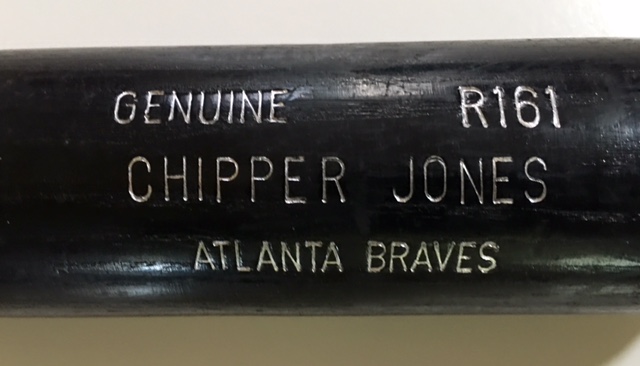 GENUINE R161
CHIPPER JONES
ATLANTA BRAVES